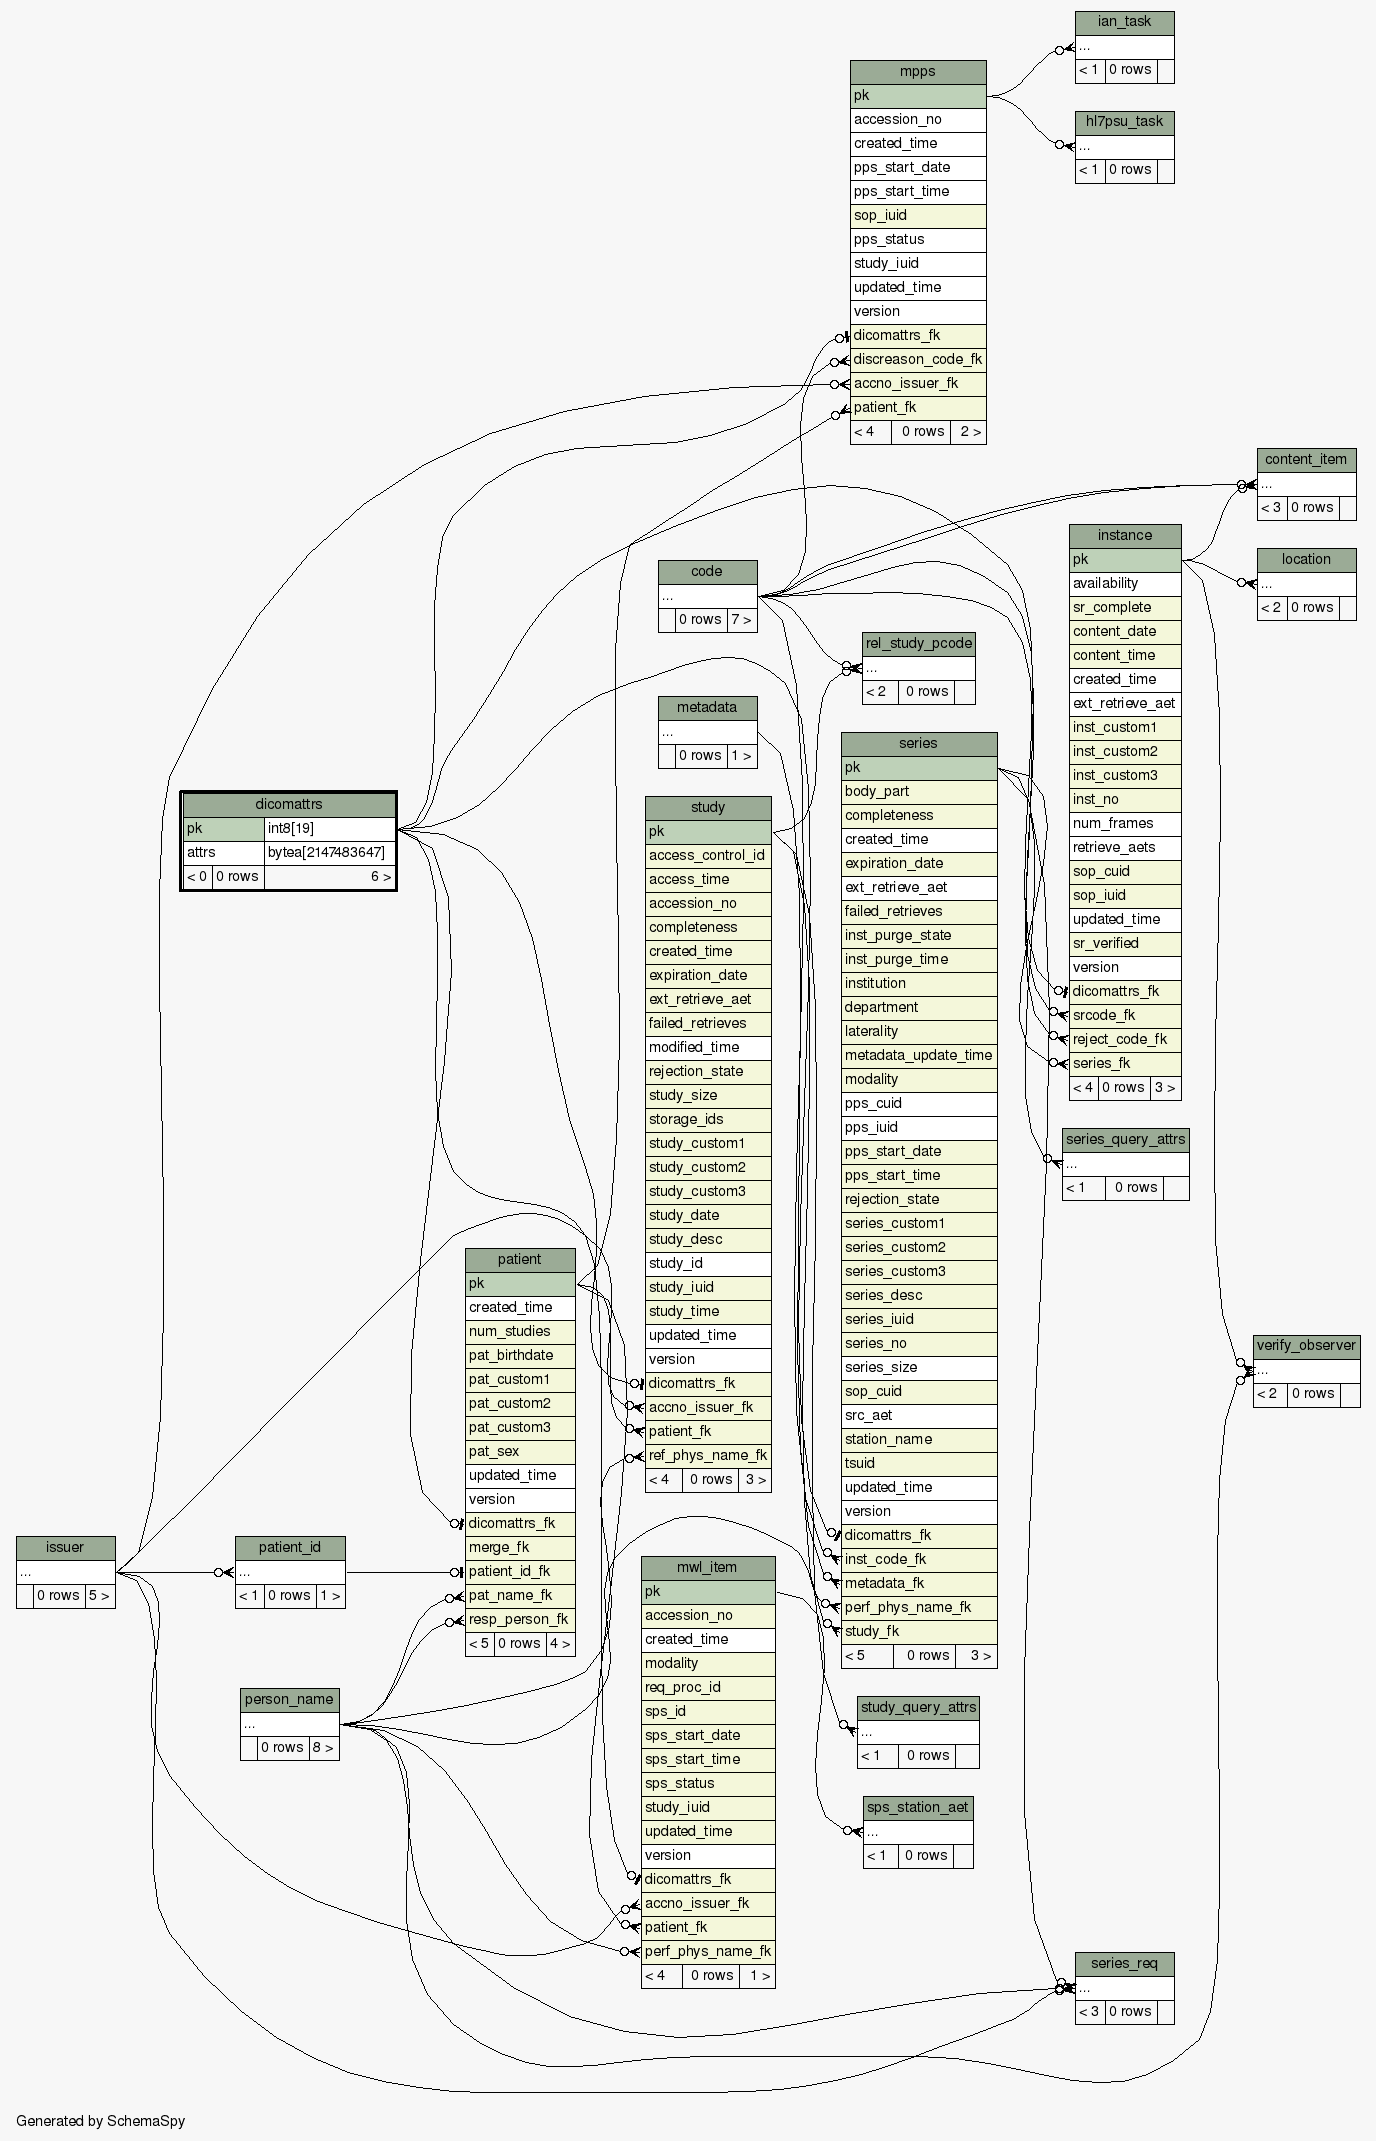 ian_task
...
< 1 0 rows
mpps
pk
accession_no
created_time
pps_start_date
pps_start_time
sop_iuid
pps_status
study_iuid
updated_time
version
dicomattrs_fk
discreason_code_fk
accno_issuer_fk
patient_fk
< 4 0 rows 2 >
hl7psu_task
...
< 1 0 rows
content_item
...
< 3 0 rows
instance
pk
availability
sr_complete
content_date
content_time
created_time
ext_retrieve_aet
inst_custom1
inst_custom2
inst_custom3
inst_no
num_frames
retrieve_aets
sop_cuid
sop_iuid
updated_time
sr_verified
version
dicomattrs_fk
srcode_fk
reject_code_fk
series_fk
< 4 0 rows 3 >
location
...
< 2 0 rows
code
...
0 rows 7 >
rel_study_pcode
...
< 2 0 rows
metadata
...
0 rows 1 >
series
pk
body_part
completeness
created_time
expiration_date
ext_retrieve_aet
failed_retrieves
inst_purge_state
inst_purge_time
institution
department
laterality
metadata_update_time
modality
pps_cuid
pps_iuid
pps_start_date
pps_start_time
rejection_state
series_custom1
series_custom2
series_custom3
series_desc
series_iuid
series_no
series_size
sop_cuid
src_aet
station_name
tsuid
updated_time
version
dicomattrs_fk
inst_code_fk
metadata_fk
perf_phys_name_fk
study_fk
< 5 0 rows 3 >
dicomattrs
pk int8[19]
attrs bytea[2147483647]
< 0 0 rows 6 >
study
pk
access_control_id
access_time
accession_no
completeness
created_time
expiration_date
ext_retrieve_aet
failed_retrieves
modified_time
rejection_state
study_size
storage_ids
study_custom1
study_custom2
study_custom3
study_date
study_desc
study_id
study_iuid
study_time
updated_time
version
dicomattrs_fk
accno_issuer_fk
patient_fk
ref_phys_name_fk
< 4 0 rows 3 >
series_query_attrs
...
< 1 0 rows
patient
pk
created_time
num_studies
pat_birthdate
pat_custom1
pat_custom2
pat_custom3
pat_sex
updated_time
version
dicomattrs_fk
merge_fk
patient_id_fk
pat_name_fk
resp_person_fk
< 5 0 rows 4 >
verify_observer
...
< 2 0 rows
issuer
...
0 rows 5 >
patient_id
...
< 1 0 rows 1 >
mwl_item
pk
accession_no
created_time
modality
req_proc_id
sps_id
sps_start_date
sps_start_time
sps_status
study_iuid
updated_time
version
dicomattrs_fk
accno_issuer_fk
patient_fk
perf_phys_name_fk
< 4 0 rows 1 >
person_name
...
0 rows 8 >
study_query_attrs
...
< 1 0 rows
sps_station_aet
...
< 1 0 rows
series_req
...
< 3 0 rows
Generated by SchemaSpy